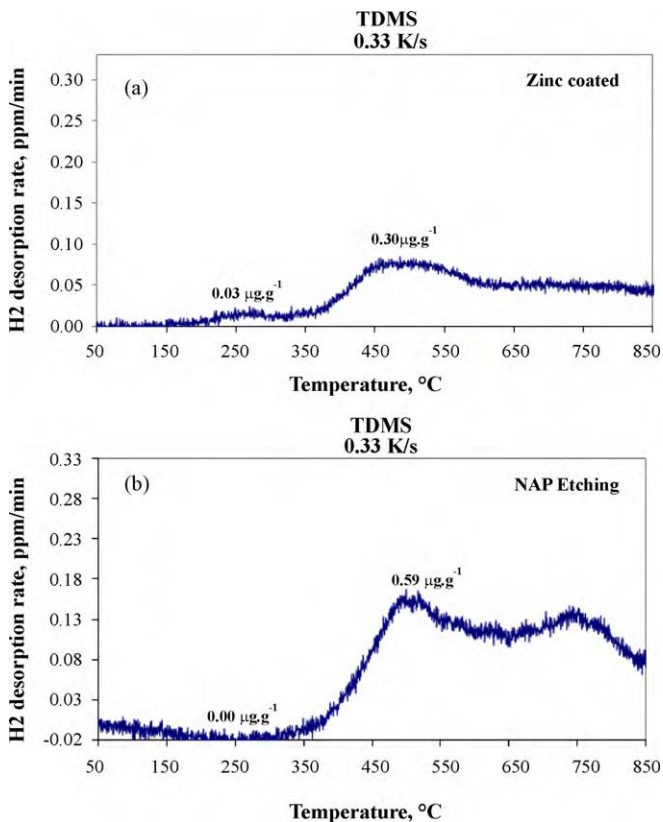 TDMS
0.33 K/s
(a)
Zinc coated
H2 desorption rate, ppm/min
0.30
0.25
0.20
0.15
0.10
0.05
0.00
0.03 µg.g⁻¹
0.30µg.g⁻¹
50 150 250 350 450 550 650 750 850
Temperature, °C
TDMS
0.33 K/s
(b)
NAP Etching
H2 desorption rate, ppm/min
0.33
0.28
0.23
0.18
0.13
0.08
0.03
-0.02
0.00 µg.g⁻¹
0.59 µg.g⁻¹
50 150 250 350 450 550 650 750 850
Temperature, °C